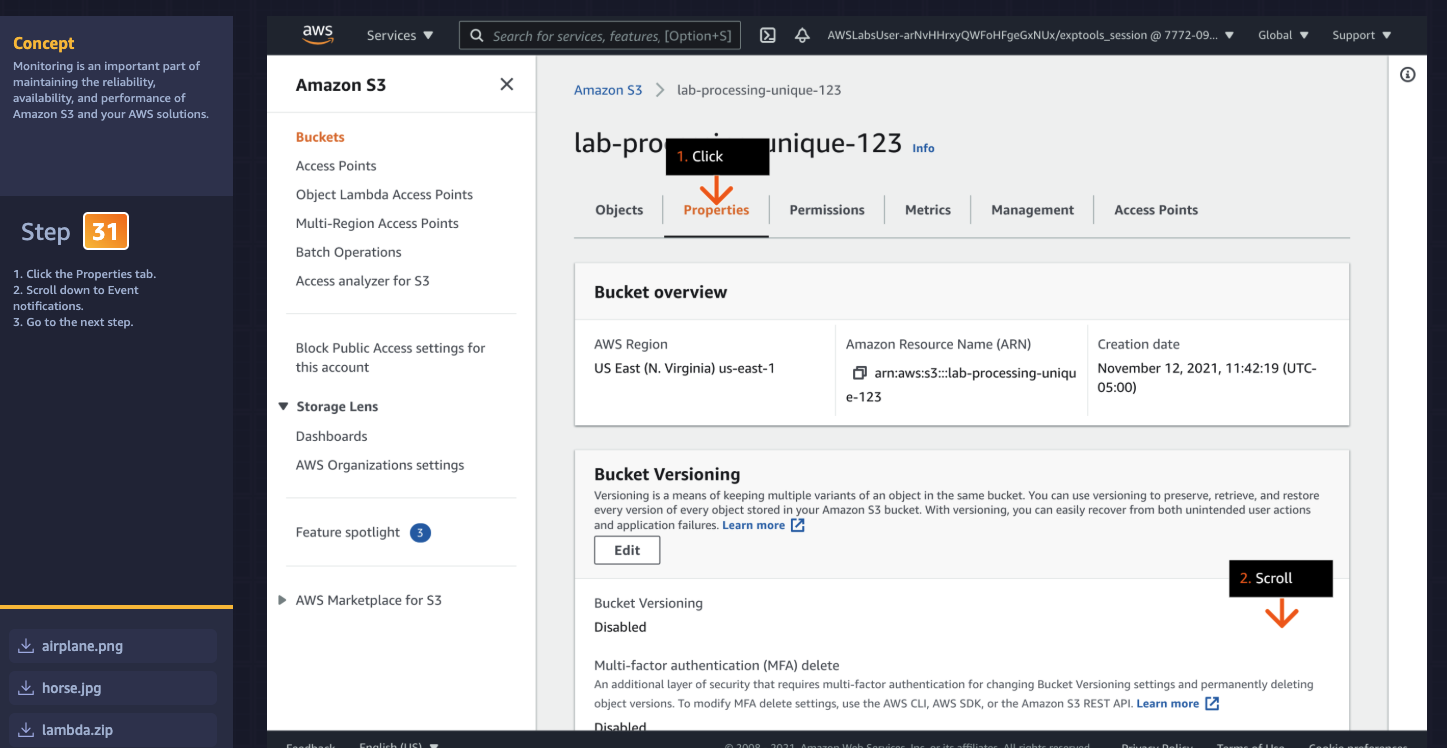 Concept
Monitoring is an important part of
maintaining the reliability,
availability, and performance of
Amazon S3 and your AWS solutions.
Step 31
1. Click the Properties tab.
2. Scroll down to Event
notifications.
3. Go to the next step.
airplane.png
horse.jpg
lambda.zip
aws
Services
Search for services, features, [Option+S]
AWSLabsUser-arNvHHrxyQWFoHFgeGxNUx/exptools_session @ 7772-09...
Global
Support
Amazon S3
Buckets
Access Points
Object Lambda Access Points
Multi-Region Access Points
Batch Operations
Access analyzer for S3
Block Public Access settings for
this account
Storage Lens
Dashboards
AWS Organizations settings
Feature spotlight 3
AWS Marketplace for S3
Amazon S3 > lab-processing-unique-123
lab-pro unique-123 Info
1. Click
Objects
Properties
Permissions
Metrics
Management
Access Points
Bucket overview
AWS Region
US East (N. Virginia) us-east-1
Amazon Resource Name (ARN)
arn:aws:s3:::lab-processing-uniqu
e-123
Creation date
November 12, 2021, 11:42:19 (UTC-
05:00)
Bucket Versioning
Versioning is a means of keeping multiple variants of an object in the same bucket. You can use versioning to preserve, retrieve, and restore
every version of every object stored in your Amazon S3 bucket. With versioning, you can easily recover from both unintended user actions
and application failures. Learn more
Edit
2. Scroll
Bucket Versioning
Disabled
Multi-factor authentication (MFA) delete
An additional layer of security that requires multi-factor authentication for changing Bucket Versioning settings and permanently deleting
object versions. To modify MFA delete settings, use the AWS CLI, AWS SDK, or the Amazon S3 REST API. Learn more
Disabled
Feedback
English (US)
© 2008 - 2021, Amazon Web Services, Inc. or its affiliates. All rights reserved.
Privacy Policy
Terms of Use
Cookie preferences